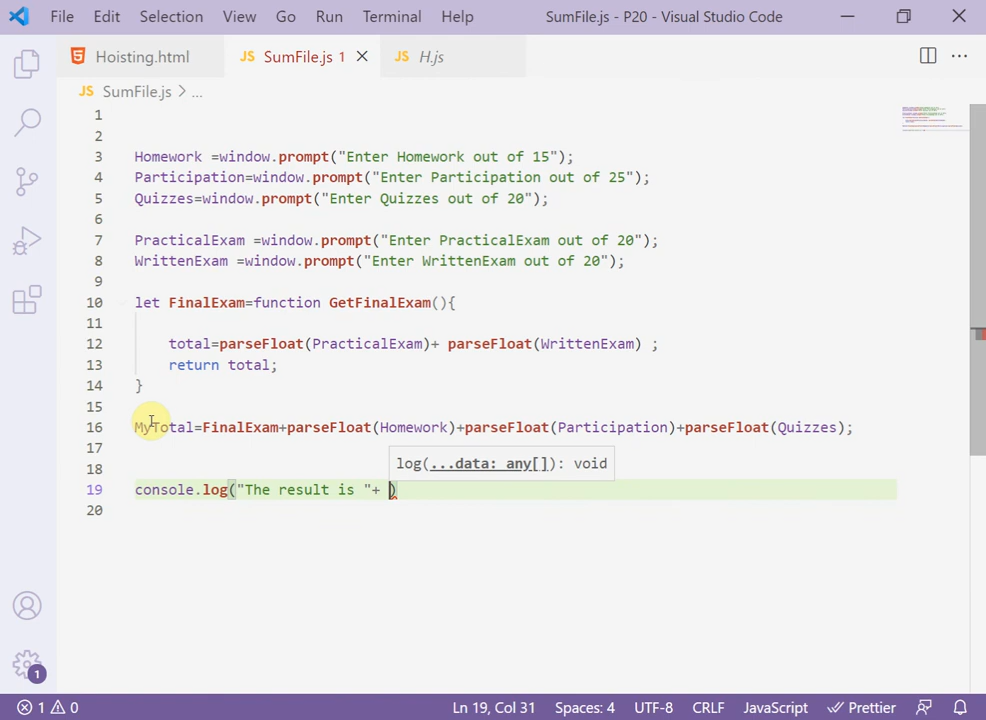 File Edit Selection View Go Run Terminal Help SumFile.js - P20 - Visual Studio Code
Hoisting.html JS SumFile.js 1 JS H.js
JS SumFile.js > ...
1
2
3 Homework =window.prompt("Enter Homework out of 15");
4 Participation=window.prompt("Enter Participation out of 25");
5 Quizzes=window.prompt("Enter Quizzes out of 20");
6
7 PracticalExam =window.prompt("Enter PracticalExam out of 20");
8 WrittenExam =window.prompt("Enter WrittenExam out of 20");
9
10 let FinalExam=function GetFinalExam(){
11
12 total=parseFloat(PracticalExam)+ parseFloat(WrittenExam) ;
13 return total;
14 }
15
16 MyTotal=FinalExam+parseFloat(Homework)+parseFloat(Participation)+parseFloat(Quizzes);
17
log(...data: any[]): void
18
19 console.log("The result is "+ )
20
1
1 0 Ln 19, Col 31 Spaces: 4 UTF-8 CRLF JavaScript Prettier